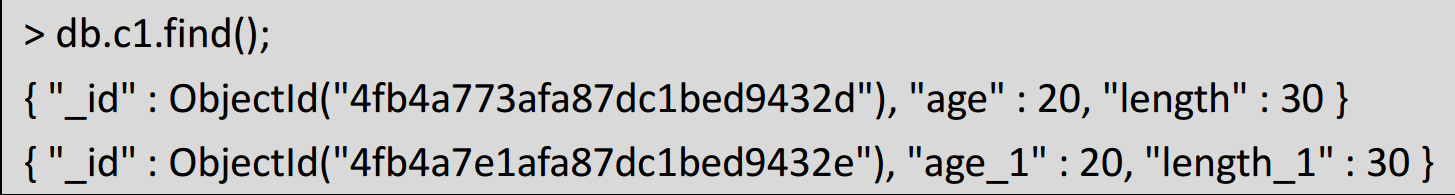 > db.c1.find();
{ "_id" : ObjectId("4fb4a773afa87dc1bed9432d"), "age" : 20, "length" : 30 }
{ "_id" : ObjectId("4fb4a7e1afa87dc1bed9432e"), "age_1" : 20, "length_1" : 30 }